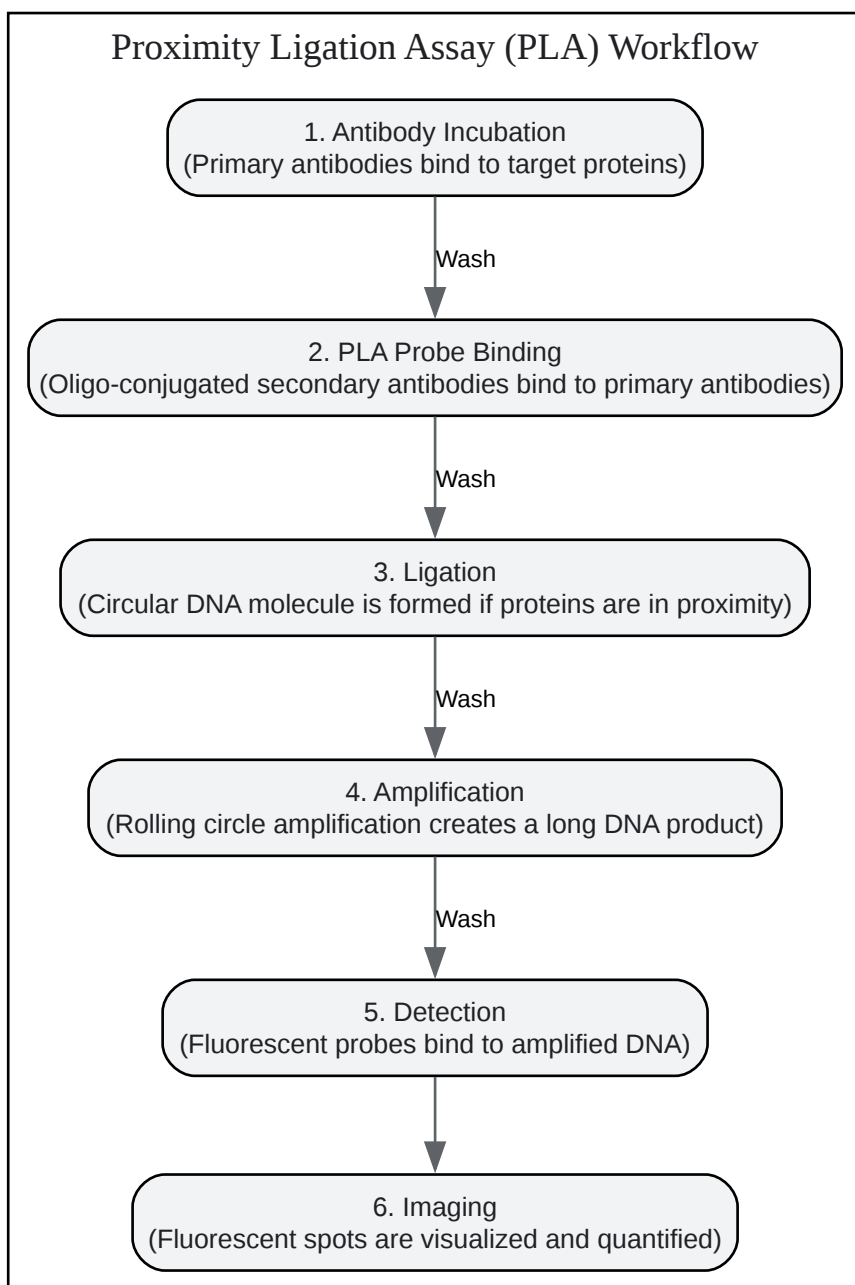 Proximity Ligation Assay (PLA) Workflow
1. Antibody Incubation
(Primary antibodies bind to target proteins)
Wash
2. PLA Probe Binding
(Oligo-conjugated secondary antibodies bind to primary antibodies)
Wash
3. Ligation
(Circular DNA molecule is formed if proteins are in proximity)
Wash
4. Amplification
(Rolling circle amplification creates a long DNA product)
Wash
5. Detection
(Fluorescent probes bind to amplified DNA)
6. Imaging
(Fluorescent spots are visualized and quantified)